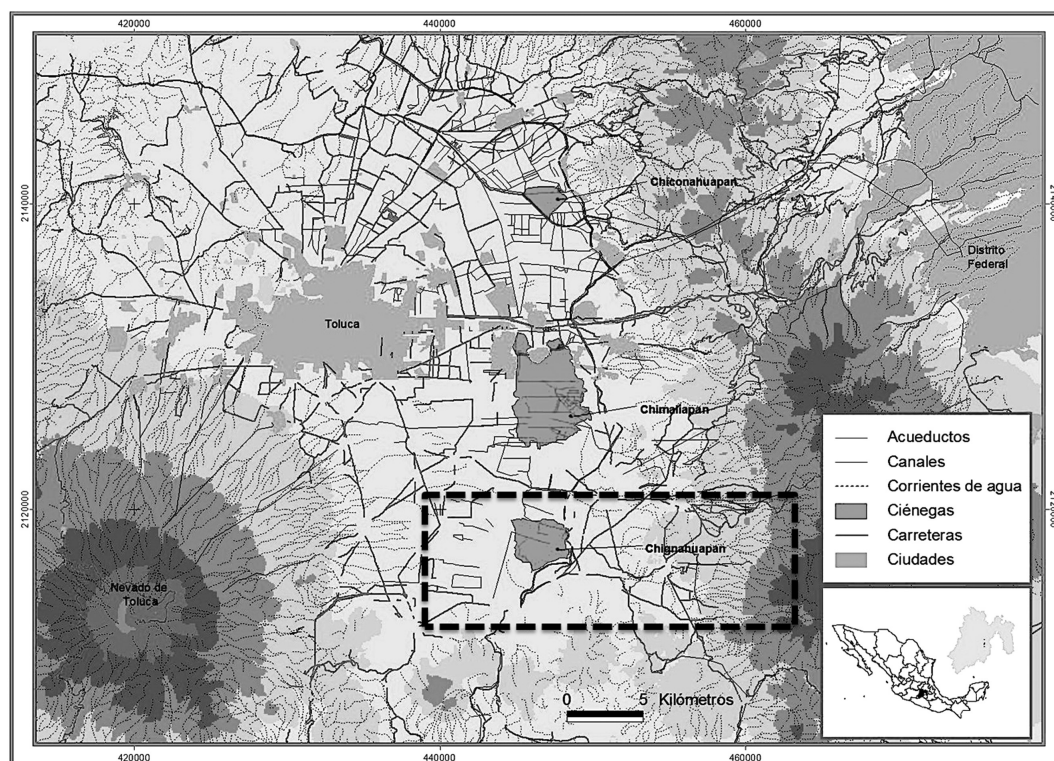 420000 440000 460000
2140000
2140000
Chiconahuapan
Distrito
Federal
Toluca
Chimaliapan
2120000
Chignahuapan
Nevado de
Toluca
Acueductos
Canales
Corrientes de agua
Ciénegas
Carreteras
Ciudades
0 5 Kilómetros
420000 440000 460000